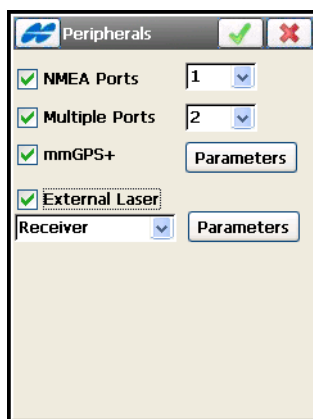 Peripherals
NMEA Ports 1
Multiple Ports 2
mmGPS+ Parameters
External Laser
Receiver Parameters